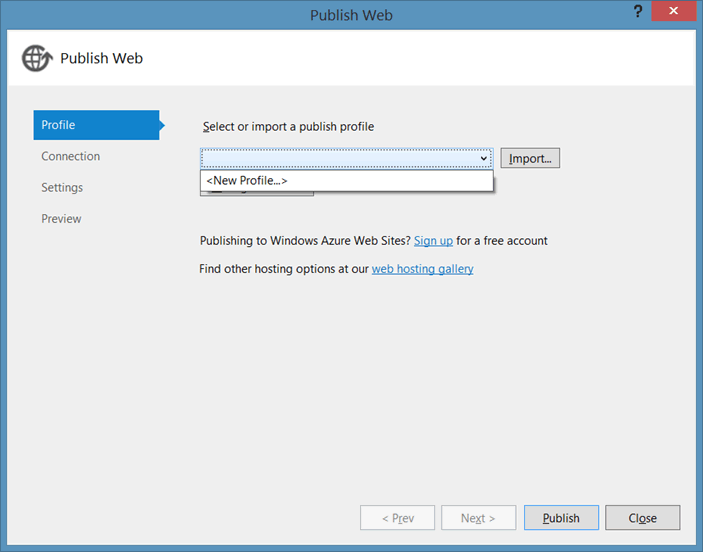 Publish Web
?
Publish Web
Profile
Connection
Settings
Preview
Select or import a publish profile
Import...
<New Profile...>
Publishing to Windows Azure Web Sites? Sign up for a free account
Find other hosting options at our web hosting gallery
< Prev
Next >
Publish
Close